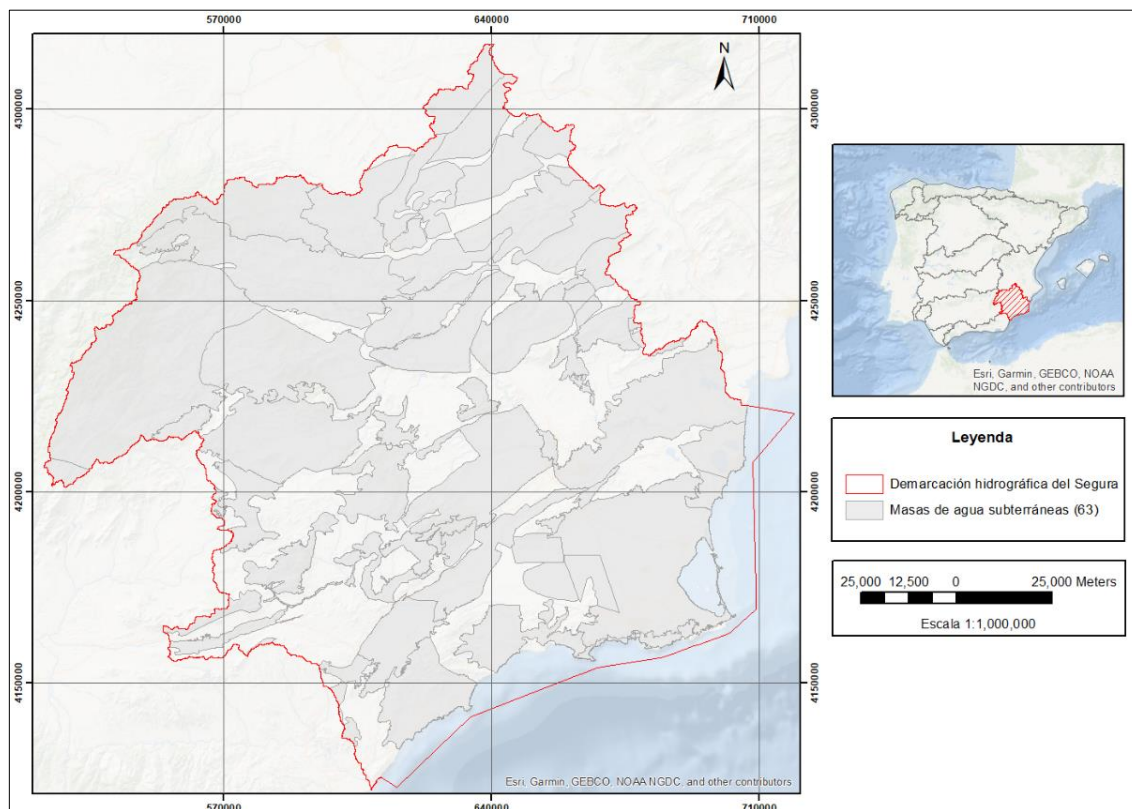 570000 640000 710000
N
4300000 4300000
4250000 4250000
4200000 4200000
4150000 4150000
Esri, Garmin, GEBCO, NOAA NGDC, and other contributors
570000 640000 710000
Esri, Garmin, GEBCO, NOAA
NGDC, and other contributors
Leyenda
Demarcación hidrográfica del Segura
Masas de agua subterráneas (63)
25,000 12,500 0 25,000 Meters
Escala 1:1,000,000